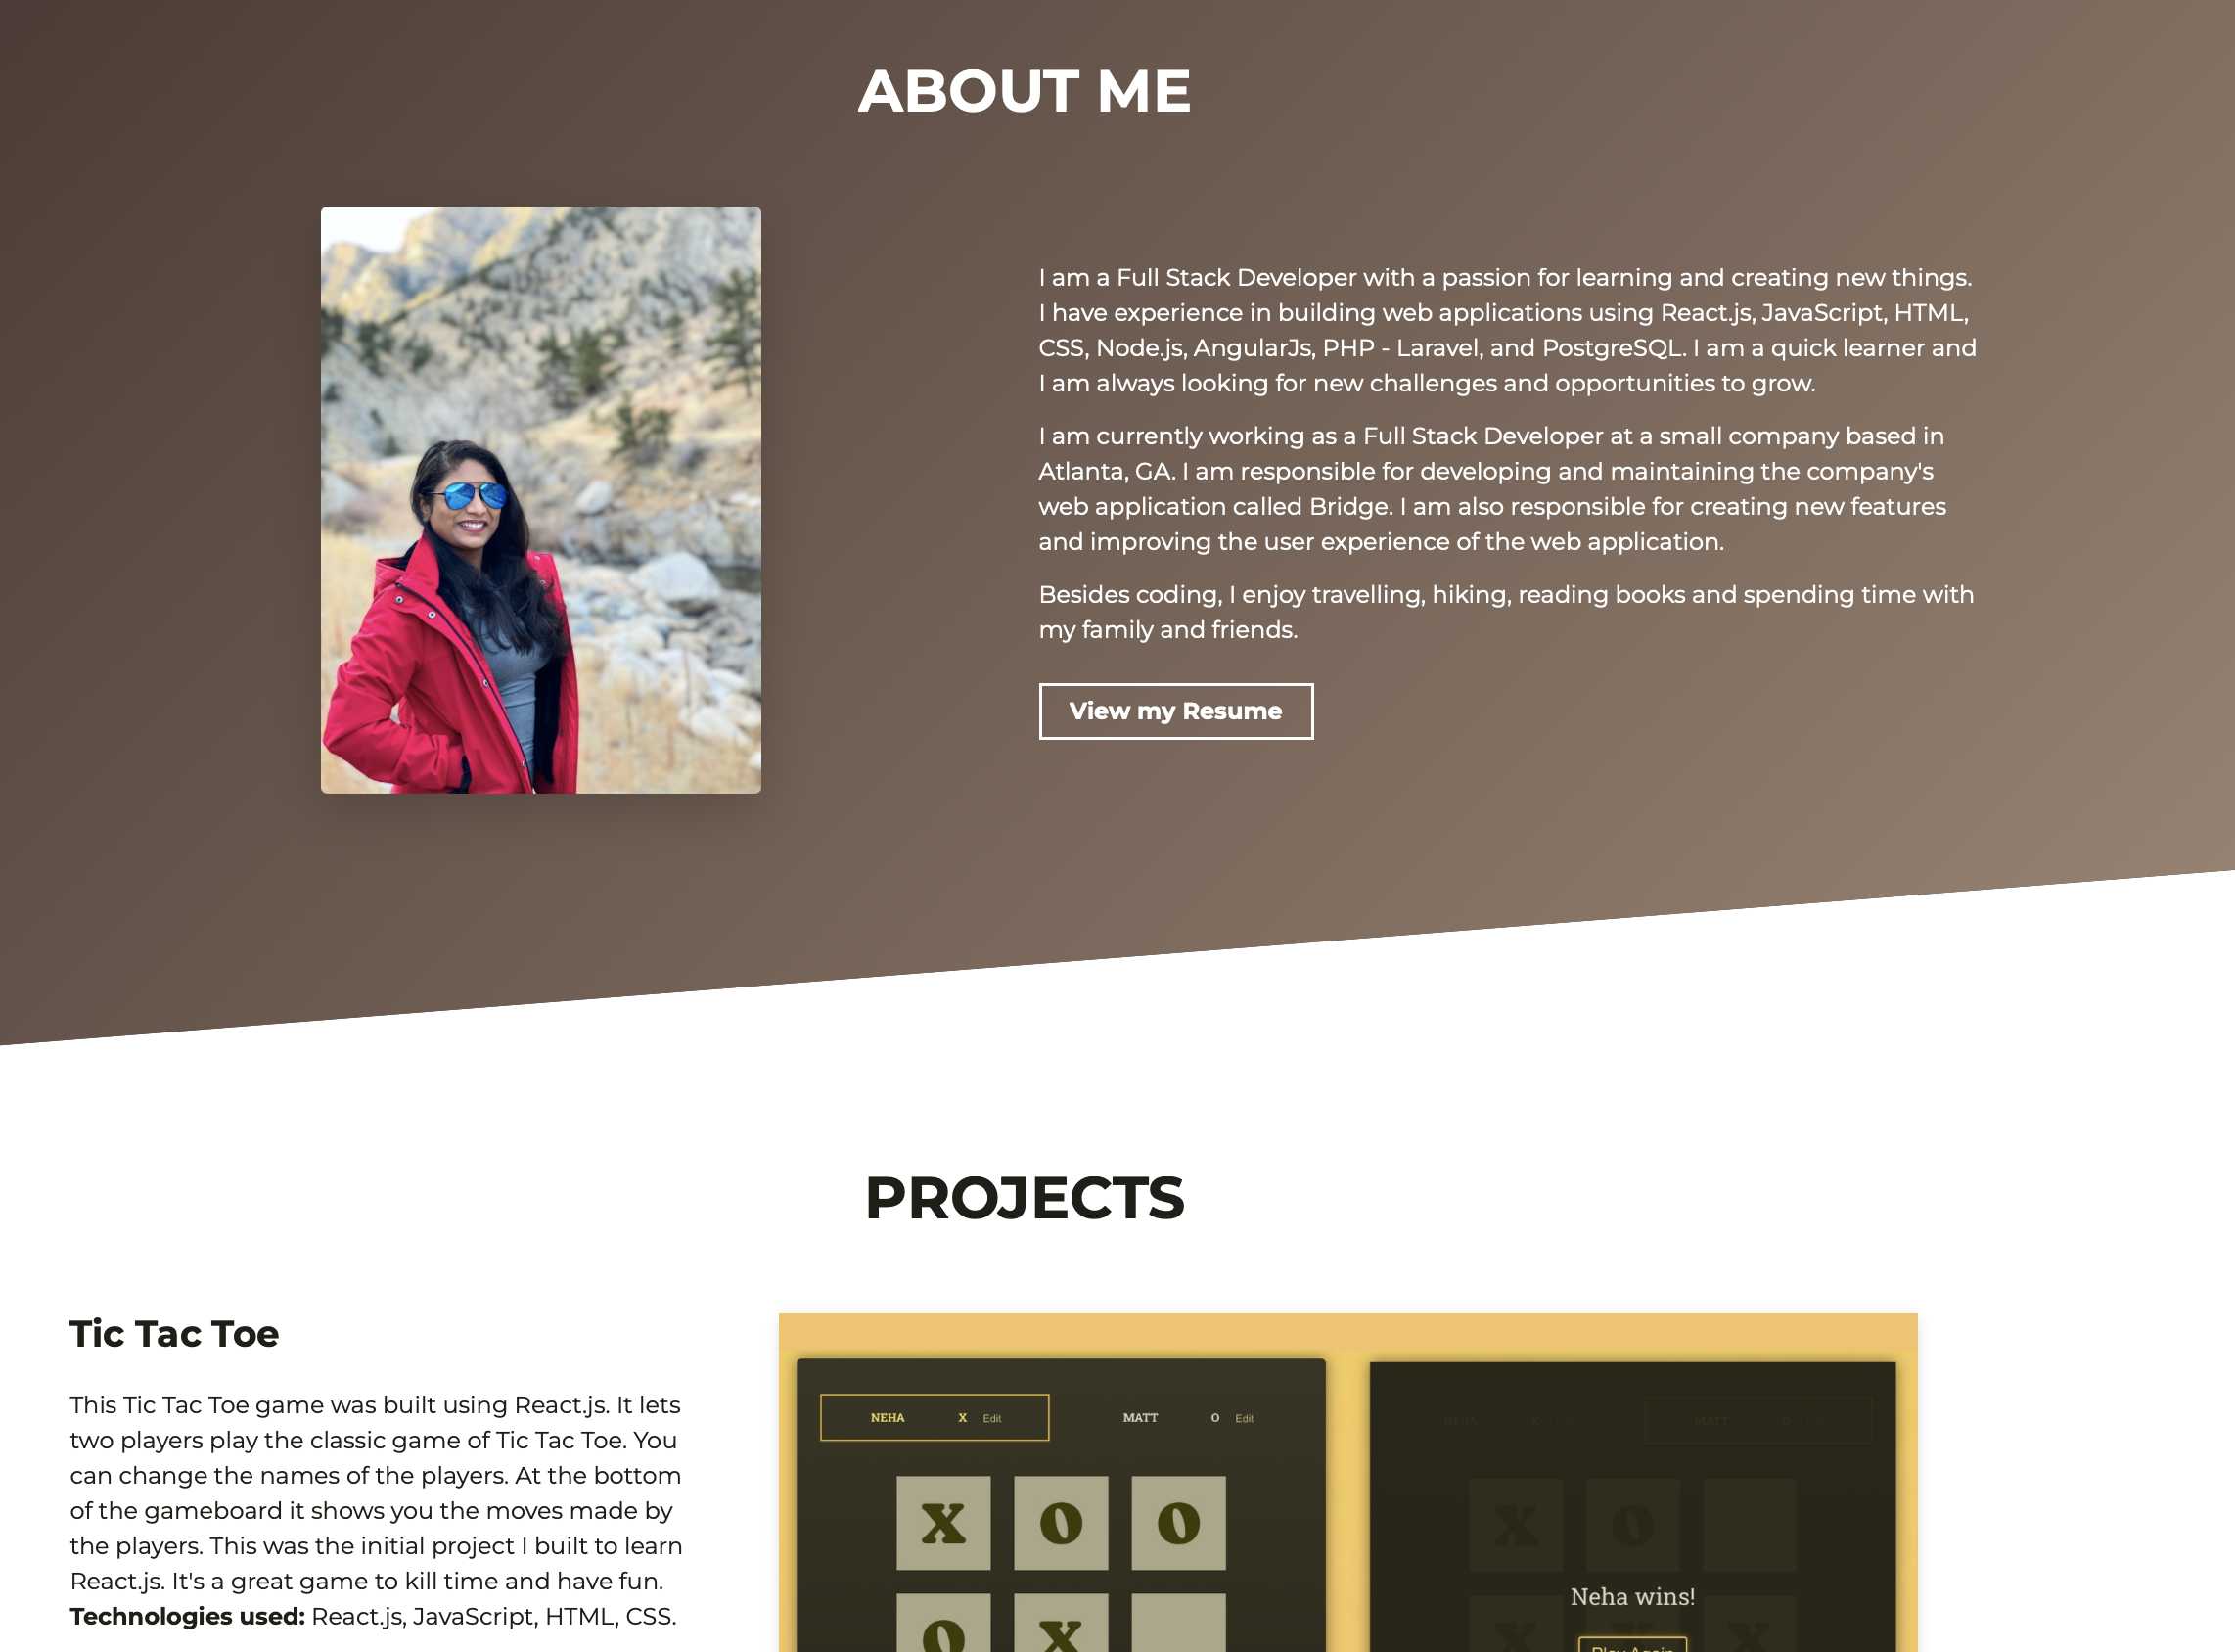 ABOUT ME
I am a Full Stack Developer with a passion for learning and creating new things.
I have experience in building web applications using React.js, JavaScript, HTML,
CSS, Node.js, AngularJs, PHP - Laravel, and PostgreSQL. I am a quick learner and
I am always looking for new challenges and opportunities to grow.
I am currently working as a Full Stack Developer at a small company based in
Atlanta, GA. I am responsible for developing and maintaining the company's
web application called Bridge. I am also responsible for creating new features
and improving the user experience of the web application.
Besides coding, I enjoy travelling, hiking, reading books and spending time with
my family and friends.
View my Resume
PROJECTS
Tic Tac Toe
This Tic Tac Toe game was built using React.js. It lets
two players play the classic game of Tic Tac Toe. You
can change the names of the players. At the bottom
of the gameboard it shows you the moves made by
the players. This was the initial project I built to learn
React.js. It's a great game to kill time and have fun.
Technologies used: React.js, JavaScript, HTML, CSS.
NEHA X Edit MATT O Edit
X O O
O X
NEHA X MATT O
X O
Neha wins!
X X
Play Again